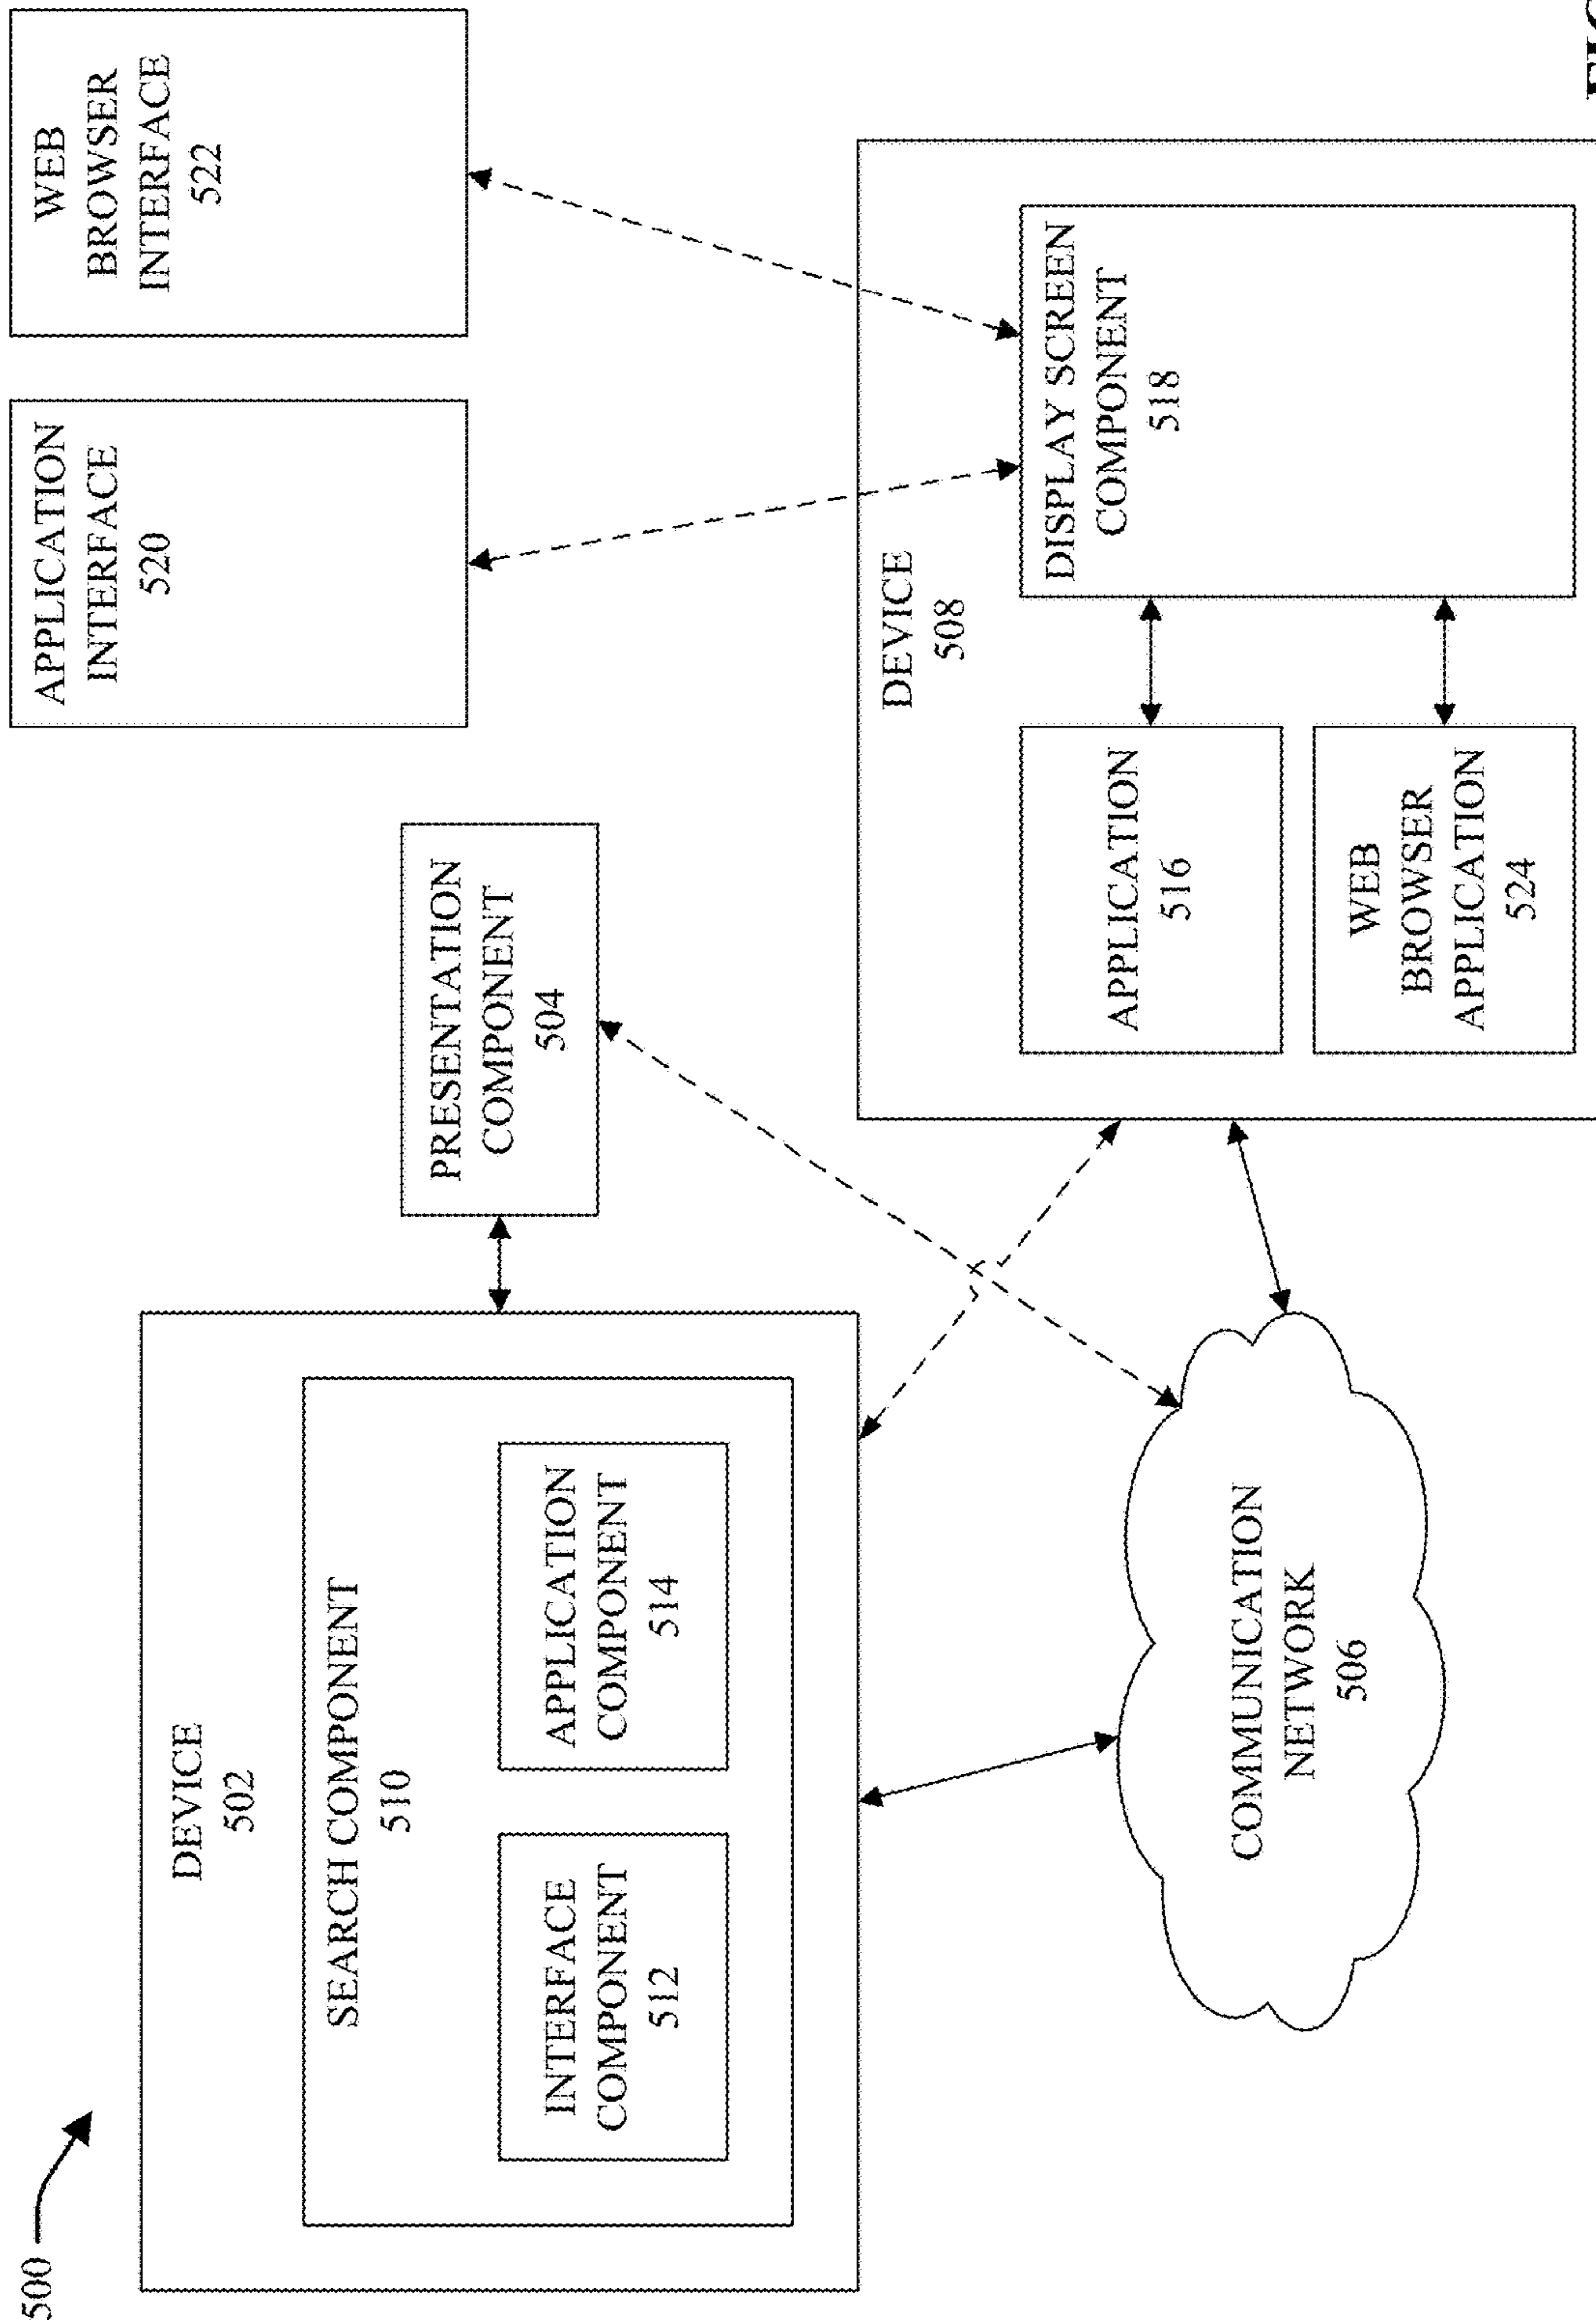 500
DEVICE
502
SEARCH COMPONENT
510
INTERFACE
COMPONENT
512
APPLICATION
COMPONENT
514
PRESENTATION
COMPONENT
504
APPLICATION
INTERFACE
520
WEB
BROWSER
INTERFACE
522
COMMUNICATION
NETWORK
506
DEVICE
508
APPLICATION
516
WEB
BROWSER
APPLICATION
524
DISPLAY SCREEN
COMPONENT
518